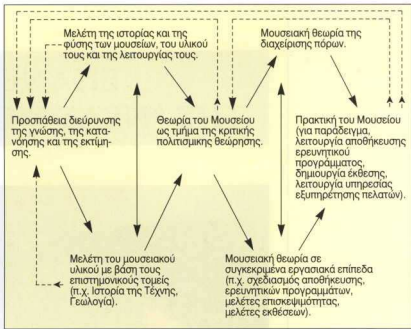 Μελέτη της ιστορίας και της
φύσης των μουσείων, του υλικού
τους και της λειτουργίας τους.
Μουσειακή θεωρία της
διαχείρισης πόρων.
Προσπάθεια διεύρυνσης
της γνώσης, της κατα-
νόησης και της εκτίμη-
σης.
Θεωρία του Μουσείου
ως τμήμα της κριτικής
πολιτισμικης θεώρησης.
Πρακτική του Μουσείου
(για παράδειγμα,
λειτουργία αποθήκευσης
ερευνητικού
προγράμματος,
δημιουργία έκθεσης,
λειτουργία υπηρεσίας
εξυπηρέτησης πελατών).
Μελέτη του μουσειακού
υλικού με βάση τους
επιστημονικούς τομείς
(π.χ. Ιστορία της Τέχνης,
Γεωλογία).
Μουσειακή θεωρία σε
συγκεκριμένα εργασιακά επίπεδα
(π.χ. σχεδιασμός αποθήκευσης,
ερευνητικών προγραμμάτων,
μελέτες επισκεψιμότητας,
μελέτες εκθέσεων).